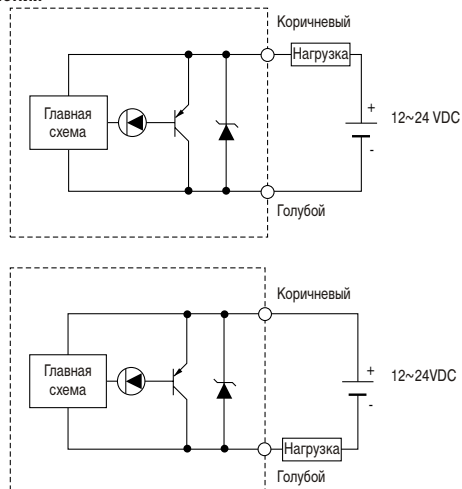 Коричневый
Нагрузка
Главная
схема
+
12~24 VDC
-
Голубой
Коричневый
Главная
схема
+
12~24VDC
-
Нагрузка
Голубой